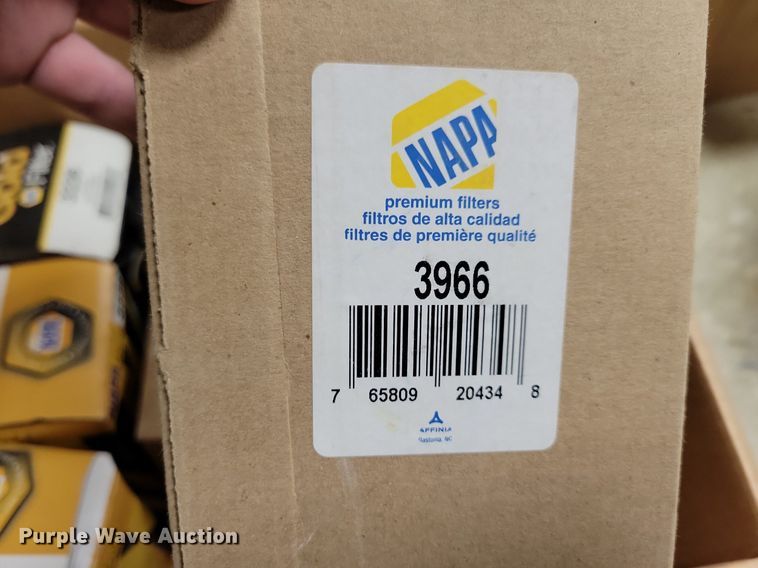 NAPA
premium filters
filtros de alta calidad
filtres de première qualité
3966
7 65809 20434 8
AFFINIA
Gastonia, NC
NAPA
Purple Wave Auction